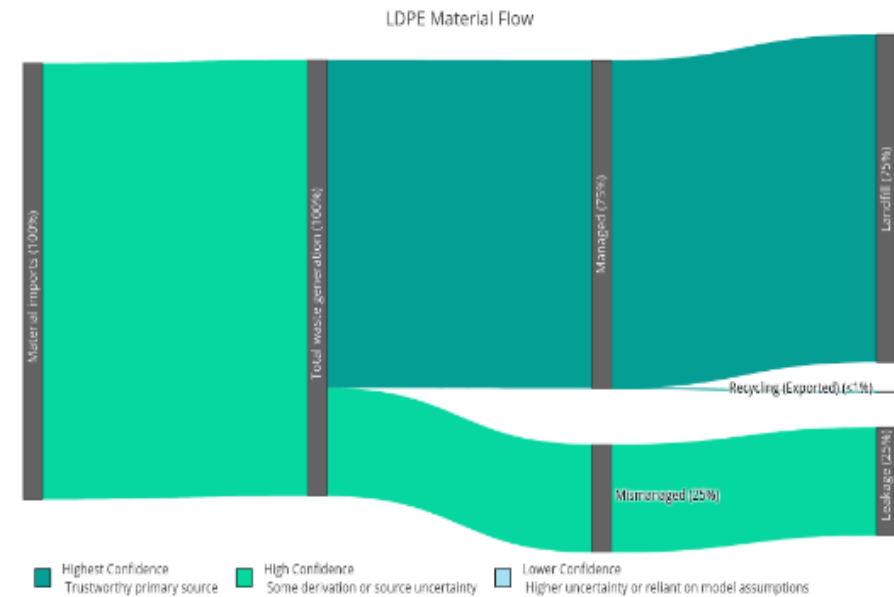 LDPE Material Flow
Material imports (100%)
Total waste generation (100%)
Managed (75%)
Landfill (75%)
Recycling (Exported) (<1%)
Mismanaged (25%)
Leakage (25%)
Highest Confidence
Trustworthy primary source
High Confidence
Some derivation or source uncertainty
Lower Confidence
Higher uncertainty or reliant on model assumptions